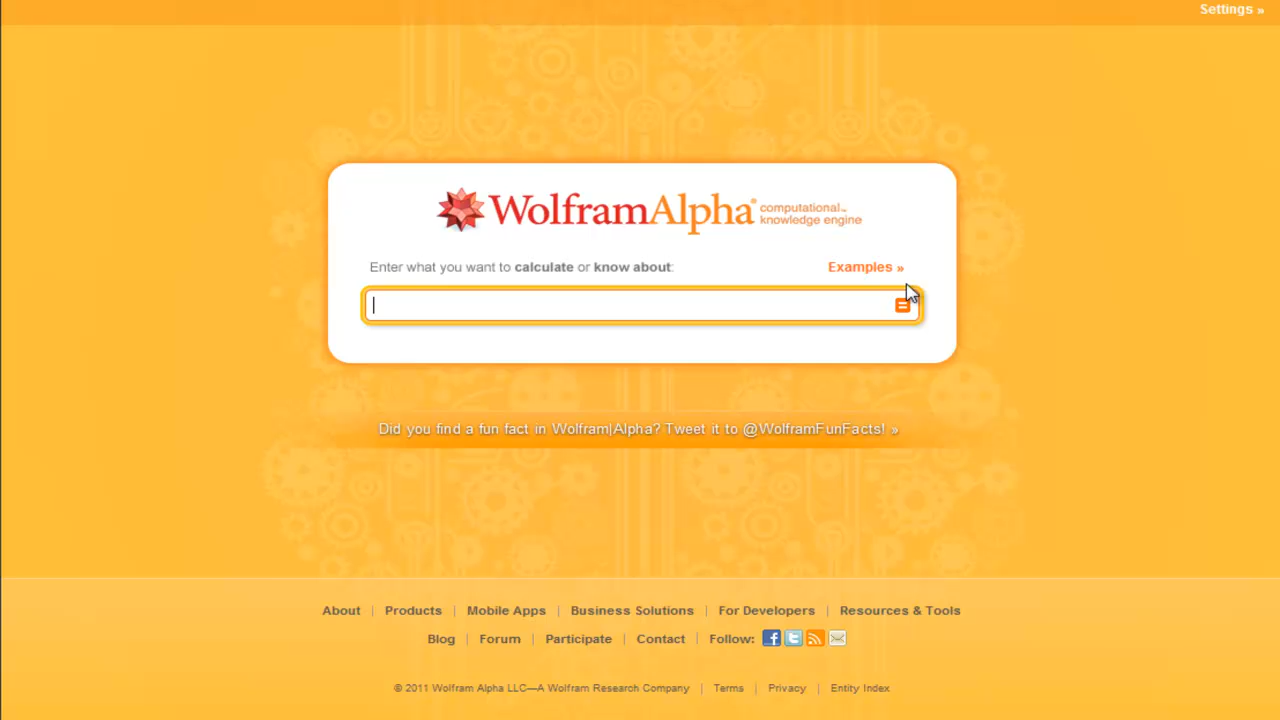 Settings »
WolframAlpha® computational™ knowledge engine
Enter what you want to calculate or know about:
Examples »
Did you find a fun fact in Wolfram|Alpha? Tweet it to @WolframFunFacts! »
About | Products | Mobile Apps | Business Solutions | For Developers | Resources & Tools
Blog | Forum | Participate | Contact | Follow:
© 2011 Wolfram Alpha LLC—A Wolfram Research Company | Terms | Privacy | Entity Index